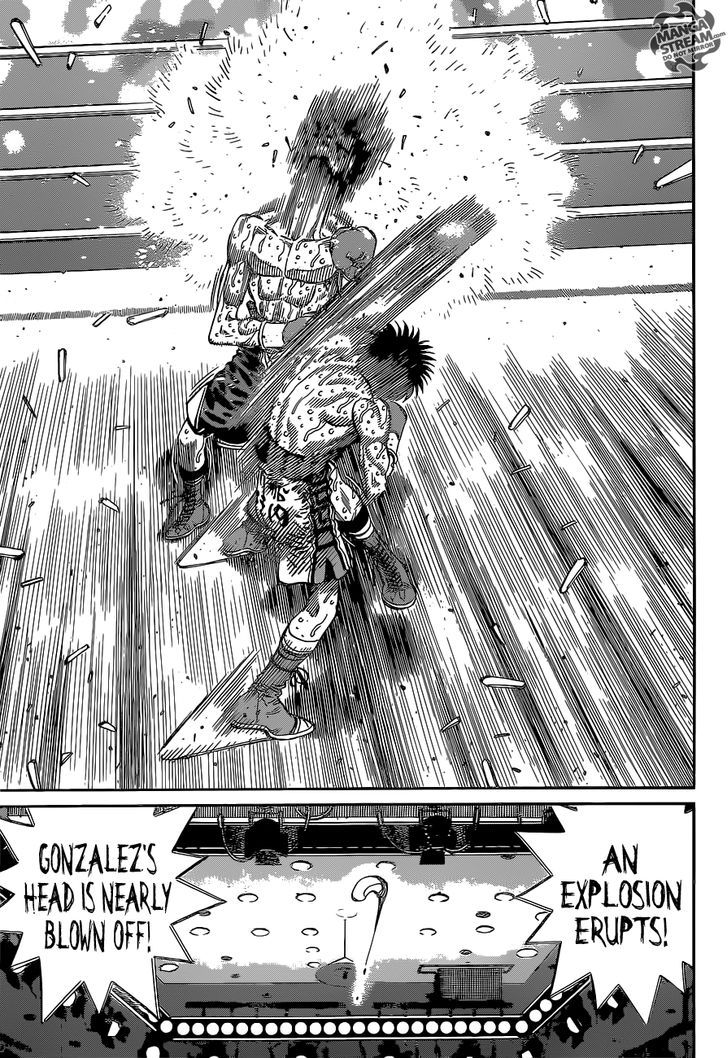 MANGA
STREAM.com
DO NOT MIRROR
AN
EXPLOSION
ERUPTS!
GONZALEZ'S
HEAD IS NEARLY
BLOWN OFF!